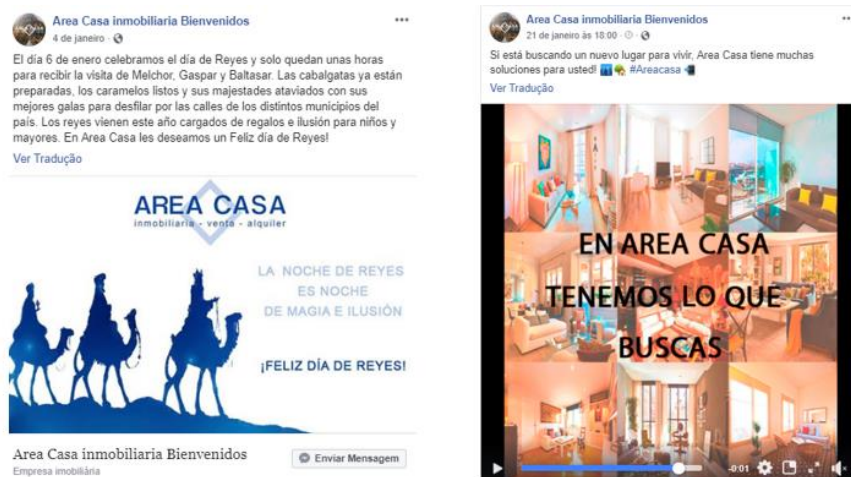 Area Casa inmobiliaria Bienvenidos
4 de janeiro ·
El día 6 de enero celebramos el día de Reyes y solo quedan unas horas
para recibir la visita de Melchor, Gaspar y Baltasar. Las cabalgatas ya están
preparadas, los caramelos listos y sus majestades ataviados con sus
mejores galas para desfilar por las calles de los distintos municipios del
país. Los reyes vienen este año cargados de regalos e ilusión para niños y
mayores. En Area Casa les deseamos un Feliz día de Reyes!
Ver Tradução
AREA CASA
inmobiliaria - venta - alquiler
LA NOCHE DE REYES
ES NOCHE
DE MAGIA E ILUSIÓN
¡FELIZ DÍA DE REYES!
Area Casa inmobiliaria Bienvenidos
Empresa imobiliária
Enviar Mensagem
Area Casa inmobiliaria Bienvenidos
21 de janeiro às 18:00 ·
Si está buscando un nuevo lugar para vivir, Area Casa tiene muchas
soluciones para usted! #Areacasa
Ver Tradução
EN AREA CASA
TENEMOS LO QUE
BUSCAS
-0:01